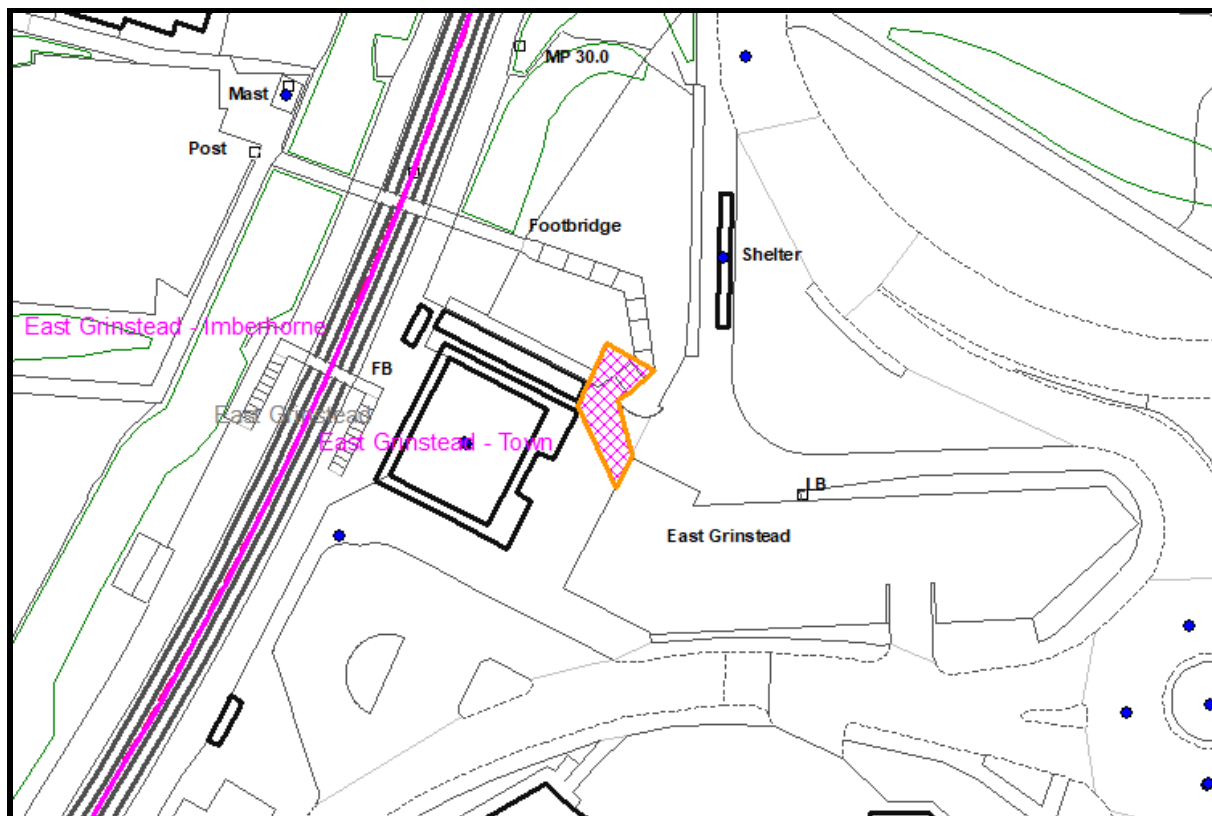 MP 30.0
Mast
Post
Footbridge
Shelter
East Grinstead - Imberhorne
FB
East Grinstead
East Grinstead - Town
LB
East Grinstead